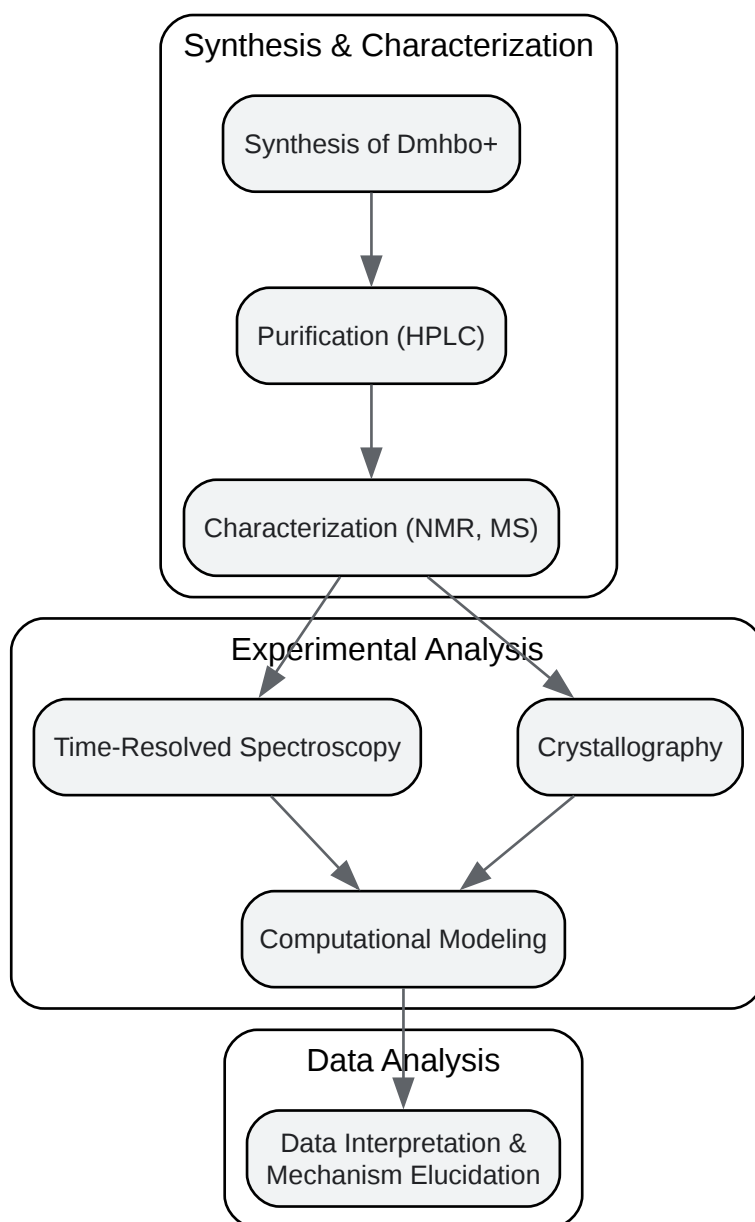 Synthesis & Characterization
Synthesis of Dmhbo+
Purification (HPLC)
Characterization (NMR, MS)
Experimental Analysis
Time-Resolved Spectroscopy
Crystallography
Computational Modeling
Data Analysis
Data Interpretation &
Mechanism Elucidation